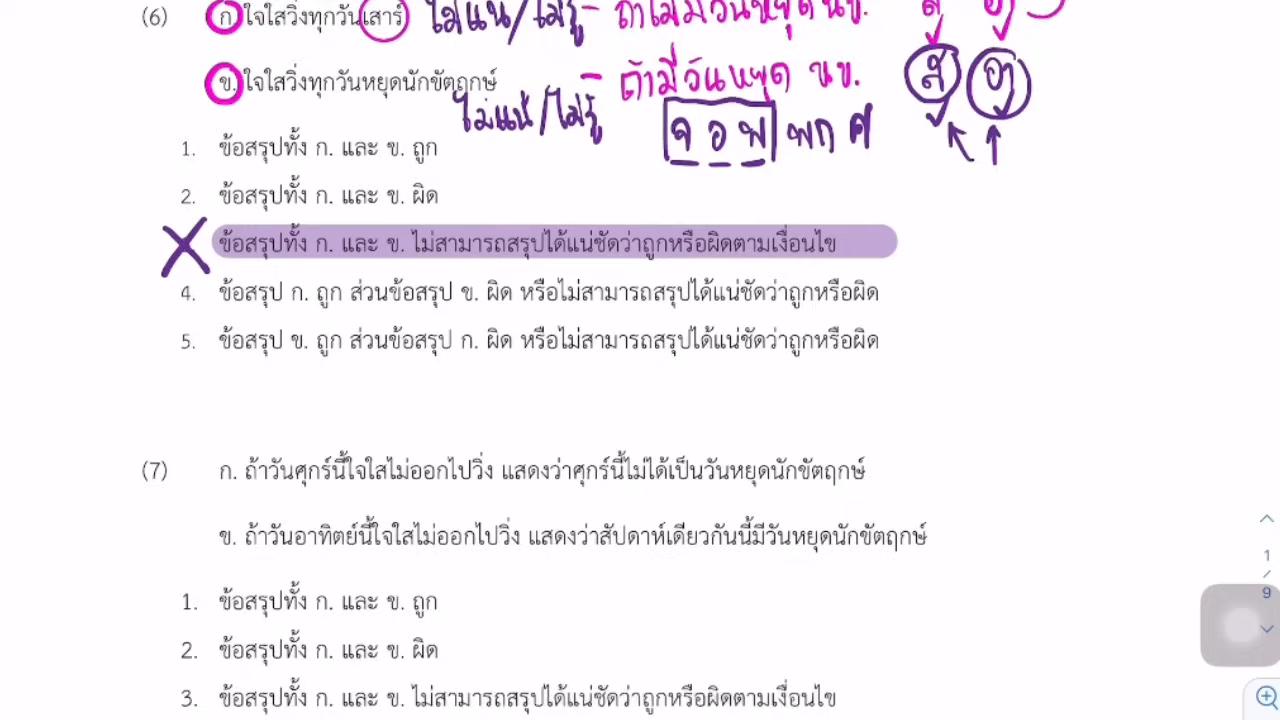 (6) ก. ใจใสวิ่งทุกวันเสาร์ ไม่แน่/ไม่รู้ – ถ้าไม่มีวันหยุด นข. ส อา
ข. ใจใสวิ่งทุกวันหยุดนักขัตฤกษ์ – ถ้ามีวันหยุด นข. ส อา
ไม่แน่/ไม่รู้ จ อ พ พฤ ศ
1. ข้อสรุปทั้ง ก. และ ข. ถูก
2. ข้อสรุปทั้ง ก. และ ข. ผิด
ข้อสรุปทั้ง ก. และ ข. ไม่สามารถสรุปได้แน่ชัดว่าถูกหรือผิดตามเงื่อนไข
4. ข้อสรุป ก. ถูก ส่วนข้อสรุป ข. ผิด หรือไม่สามารถสรุปได้แน่ชัดว่าถูกหรือผิด
5. ข้อสรุป ข. ถูก ส่วนข้อสรุป ก. ผิด หรือไม่สามารถสรุปได้แน่ชัดว่าถูกหรือผิด
(7) ก. ถ้าวันศุกร์นี้ใจใสไม่ออกไปวิ่ง แสดงว่าศุกร์นี้ไม่ได้เป็นวันหยุดนักขัตฤกษ์
ข. ถ้าวันอาทิตย์นี้ใจใสไม่ออกไปวิ่ง แสดงว่าสัปดาห์เดียวกันนี้มีวันหยุดนักขัตฤกษ์
1. ข้อสรุปทั้ง ก. และ ข. ถูก
2. ข้อสรุปทั้ง ก. และ ข. ผิด
3. ข้อสรุปทั้ง ก. และ ข. ไม่สามารถสรุปได้แน่ชัดว่าถูกหรือผิดตามเงื่อนไข
1
/
9